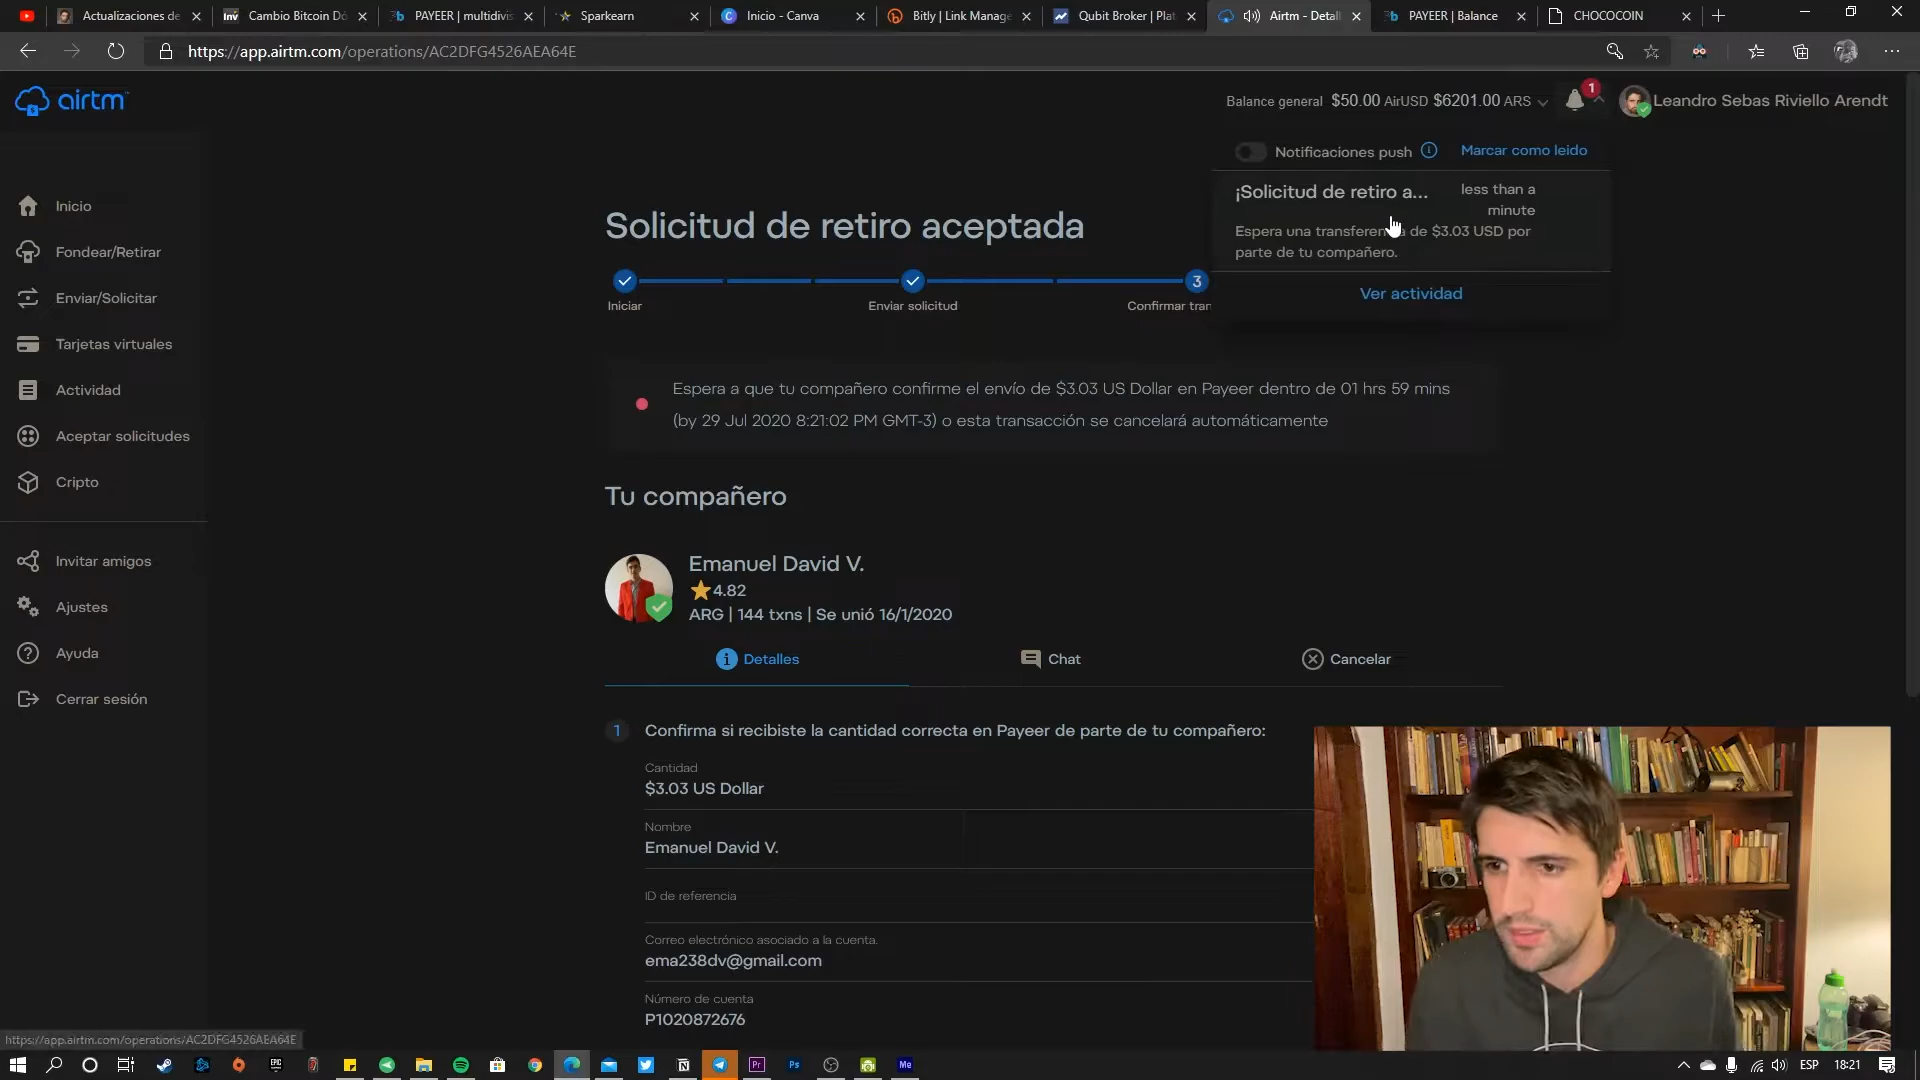 Actualizaciones de
Cambio Bitcoin Dó
PAYEER | multidivis
Sparkearn
Inicio - Canva
Bitly | Link Manage
Qubit Broker | Plat
Airtm - Detall
PAYEER | Balance
CHOCOCOIN
https://app.airtm.com/operations/AC2DFG4526AEA64E
airtm
Balance general $50.00 AirUSD $6201.00 ARS
1
Leandro Sebas Riviello Arendt
Notificaciones push
Marcar como leido
¡Solicitud de retiro a...
less than a
minute
Espera una transferencia de $3.03 USD por
parte de tu compañero.
Ver actividad
Inicio
Fondear/Retirar
Enviar/Solicitar
Tarjetas virtuales
Actividad
Aceptar solicitudes
Cripto
Invitar amigos
Ajustes
Ayuda
Cerrar sesión
Solicitud de retiro aceptada
3
Iniciar
Enviar solicitud
Confirmar tran
Espera a que tu compañero confirme el envío de $3.03 US Dollar en Payeer dentro de 01 hrs 59 mins
(by 29 Jul 2020 8:21:02 PM GMT-3) o esta transacción se cancelará automáticamente
Tu compañero
Emanuel David V.
4.82
ARG | 144 txns | Se unió 16/1/2020
Detalles
Chat
Cancelar
1 Confirma si recibiste la cantidad correcta en Payeer de parte de tu compañero:
Cantidad
$3.03 US Dollar
Nombre
Emanuel David V.
ID de referencia
Correo electrónico asociado a la cuenta.
ema238dv@gmail.com
Número de cuenta
P1020872676
https://app.airtm.com/operations/AC2DFG4526AEA64E
ESP
18:21